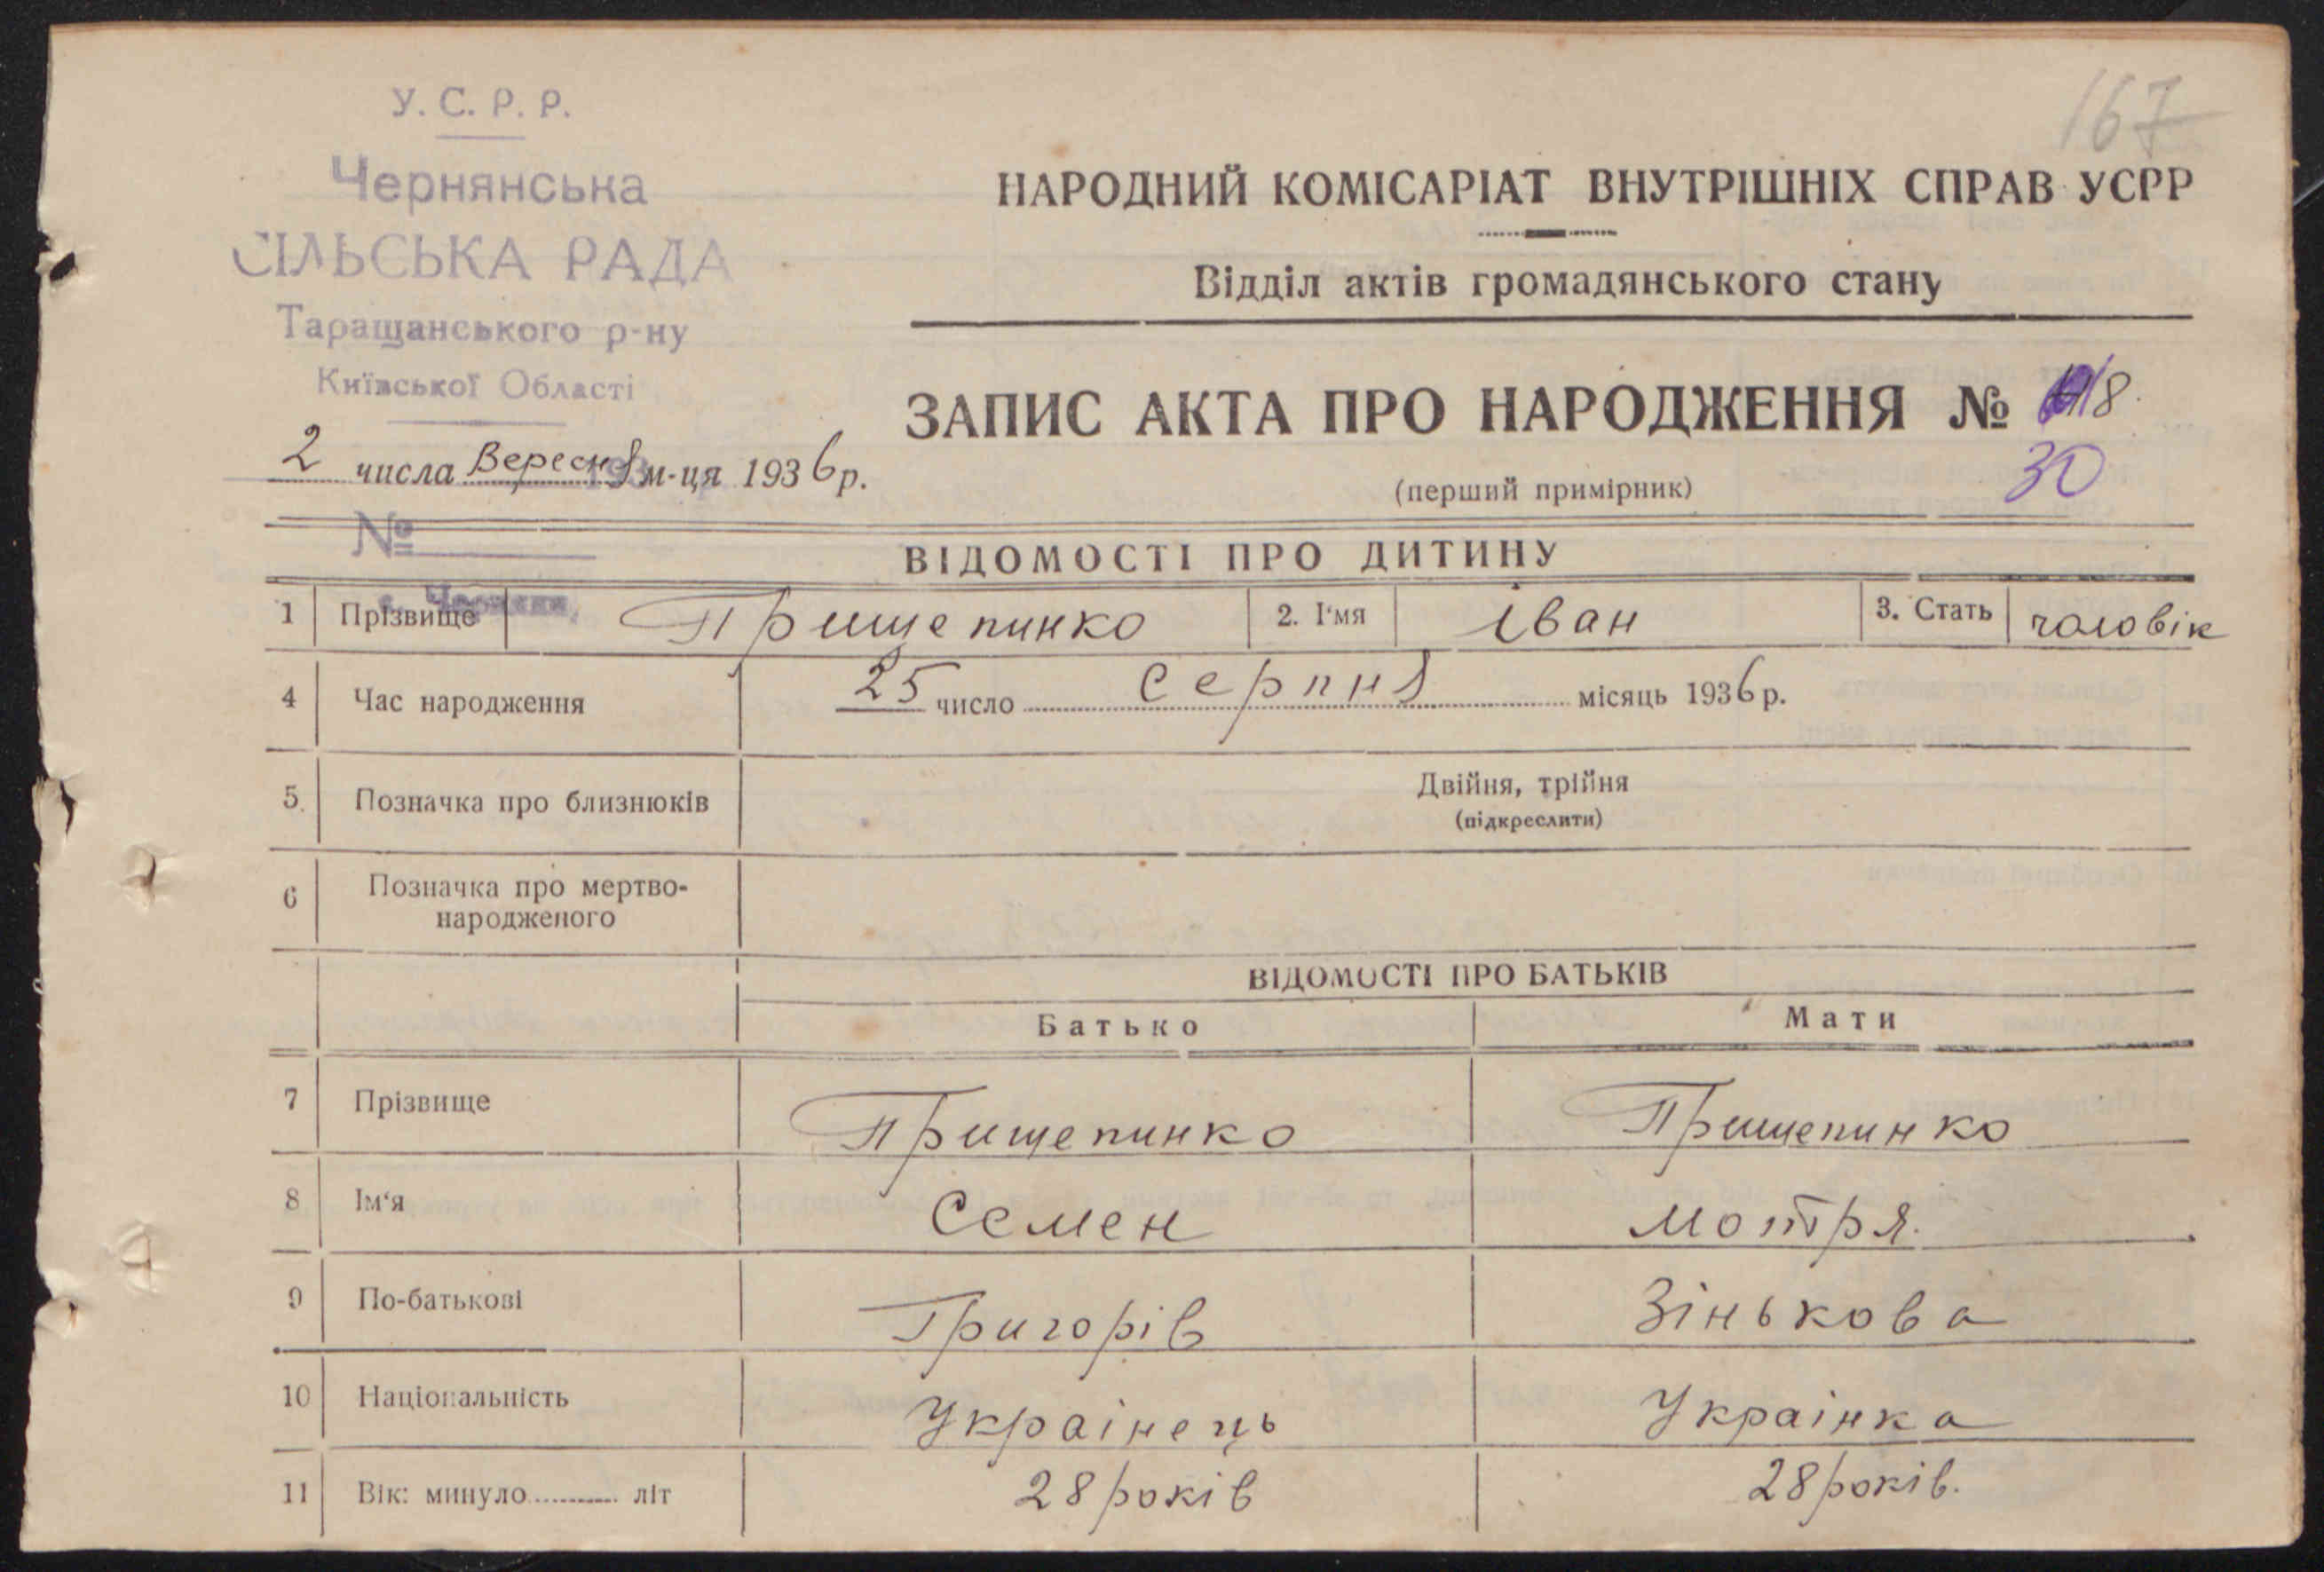 167
У. С. Р. Р.
Чернянська
СІЛЬСЬКА РАДА
Таращанського р-ну
Київської Області
2 числа Вересня м-ця 1936 р.
№
НАРОДНИЙ КОМІСАРІАТ ВНУТРІШНІХ СПРАВ УСРР
Відділ актів громадянського стану
ЗАПИС АКТА ПРО НАРОДЖЕННЯ № 18
(перший примірник) 30
ВІДОМОСТІ ПРО ДИТИНУ
1 Прізвище Прищепинко 2. І'мя іван 3. Стать чоловік
4 Час народження 25 число Серпня місяць 1936 р.
5. Позначка про близнюків Двійня, трійня
(підкреслити)
6 Позначка про мертво-
народженого
ВІДОМОСТІ ПРО БАТЬКІВ
Батько Мати
7 Прізвище Прищепинко Прищепинко
8 Ім'я Семен мотря.
9 По-батькові Григорів Зінькова
10 Національність Українець Українка
11 Вік: минуло ........... літ 28 років 28 років.